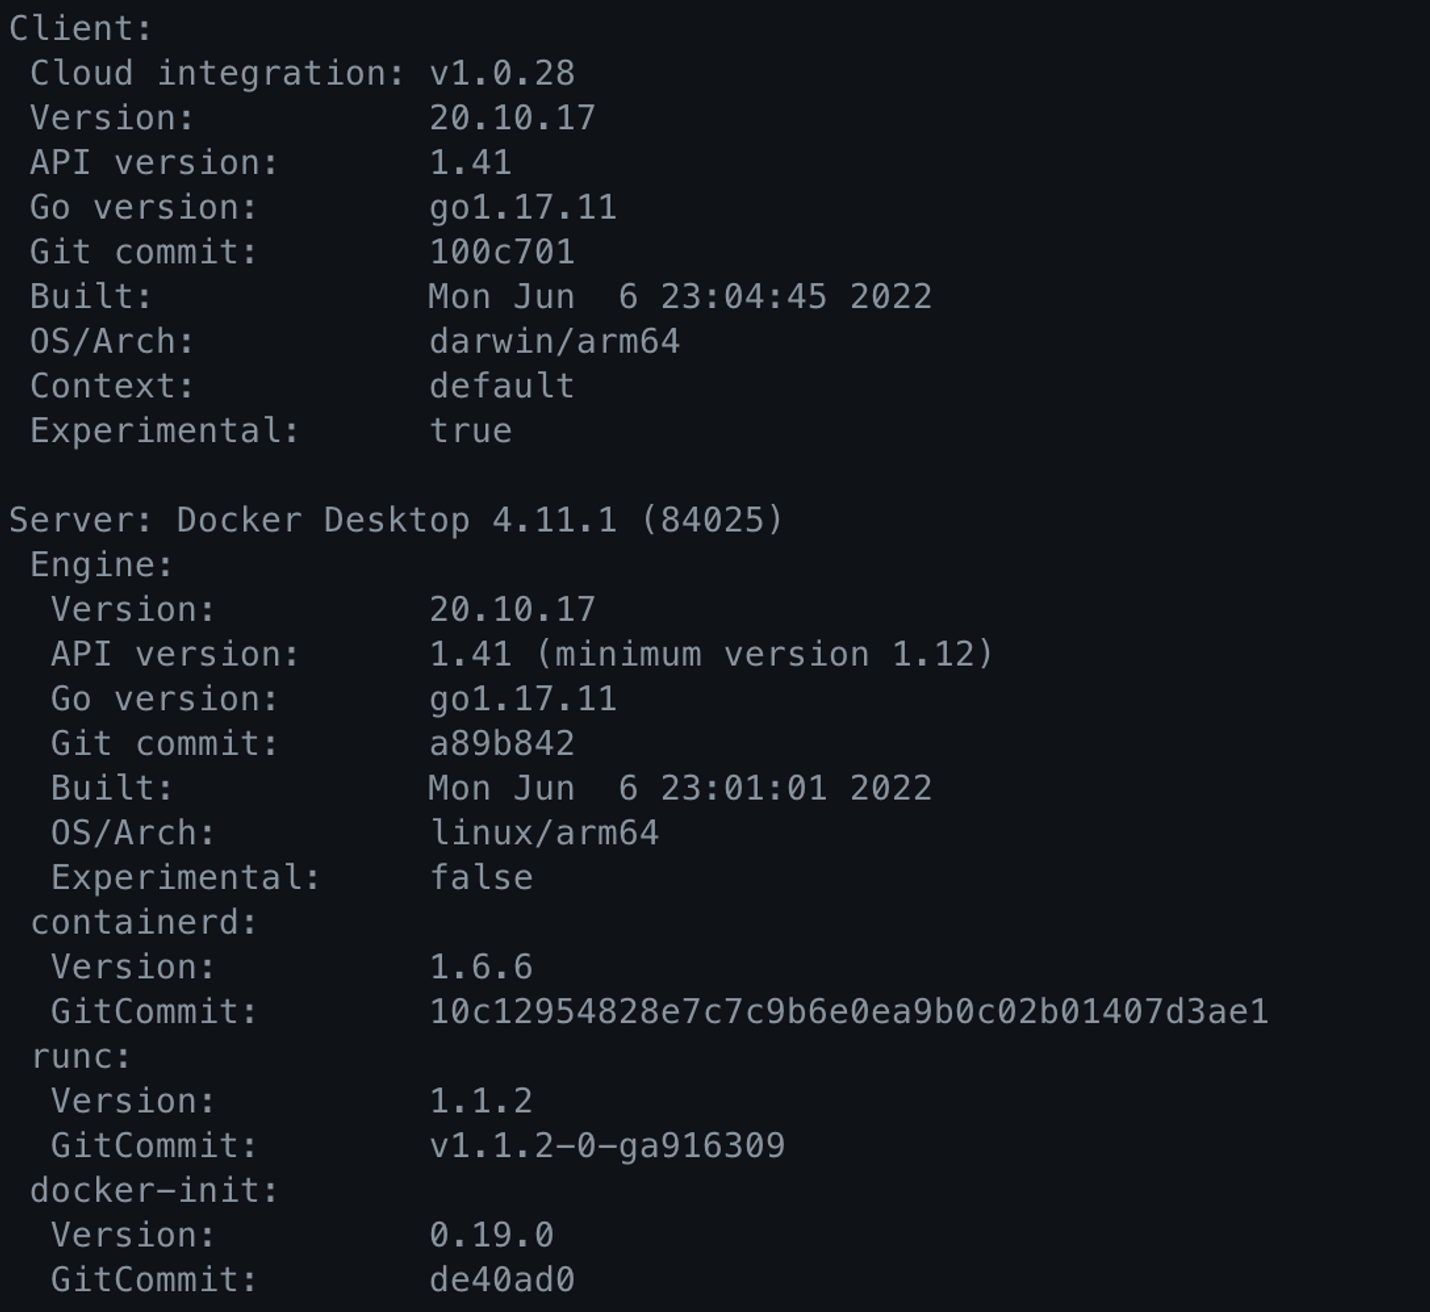 Client:
 Cloud integration: v1.0.28
 Version:           20.10.17
 API version:       1.41
 Go version:        go1.17.11
 Git commit:        100c701
 Built:             Mon Jun  6 23:04:45 2022
 OS/Arch:           darwin/arm64
 Context:           default
 Experimental:      true

Server: Docker Desktop 4.11.1 (84025)
 Engine:
  Version:          20.10.17
  API version:      1.41 (minimum version 1.12)
  Go version:       go1.17.11
  Git commit:       a89b842
  Built:            Mon Jun  6 23:01:01 2022
  OS/Arch:          linux/arm64
  Experimental:     false
 containerd:
  Version:          1.6.6
  GitCommit:        10c12954828e7c7c9b6e0ea9b0c02b01407d3ae1
 runc:
  Version:          1.1.2
  GitCommit:        v1.1.2-0-ga916309
 docker-init:
  Version:          0.19.0
  GitCommit:        de40ad0